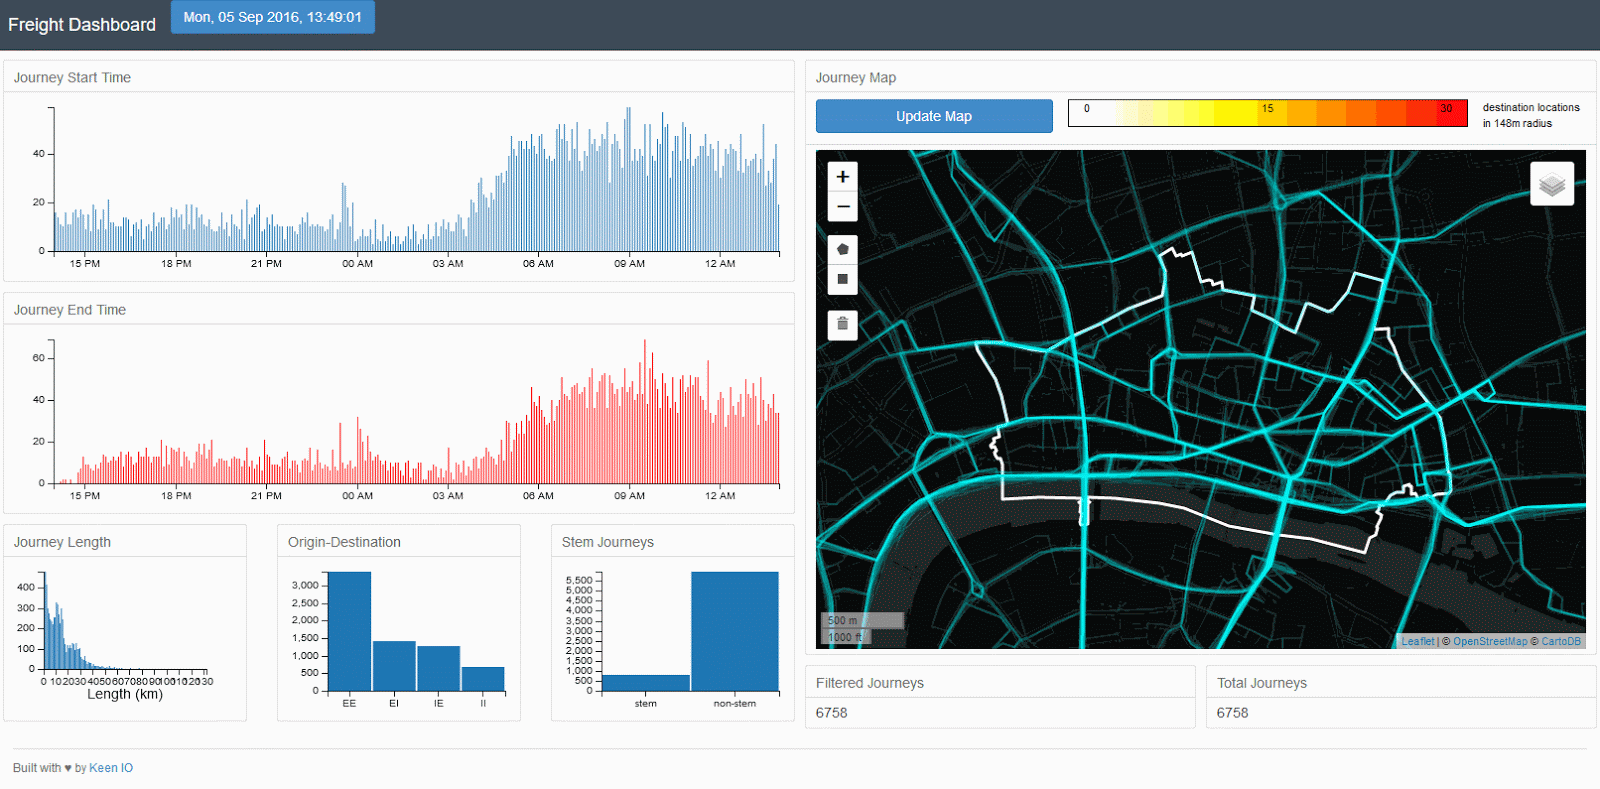 Freight Dashboard
Mon, 05 Sep 2016, 13:49:01
Journey Start Time
40
20
0
15 PM 18 PM 21 PM 00 AM 03 AM 06 AM 09 AM 12 AM
Journey End Time
60
40
20
0
15 PM 18 PM 21 PM 00 AM 03 AM 06 AM 09 AM 12 AM
Journey Length
400
300
200
100
0
0 10 20 30 40 50 60 70 80 90 100 110 120 130
Length (km)
Origin-Destination
3,000
2,500
2,000
1,500
1,000
500
0
EE EI IE II
Stem Journeys
5,500
5,000
4,500
4,000
3,500
3,000
2,500
2,000
1,500
1,000
500
0
stem non-stem
Journey Map
Update Map
0 15 30
destination locations
in 148m radius
+
−
500 m
1000 ft
Leaflet | © OpenStreetMap © CartoDB
Filtered Journeys
6758
Total Journeys
6758
Built with ♥ by Keen IO